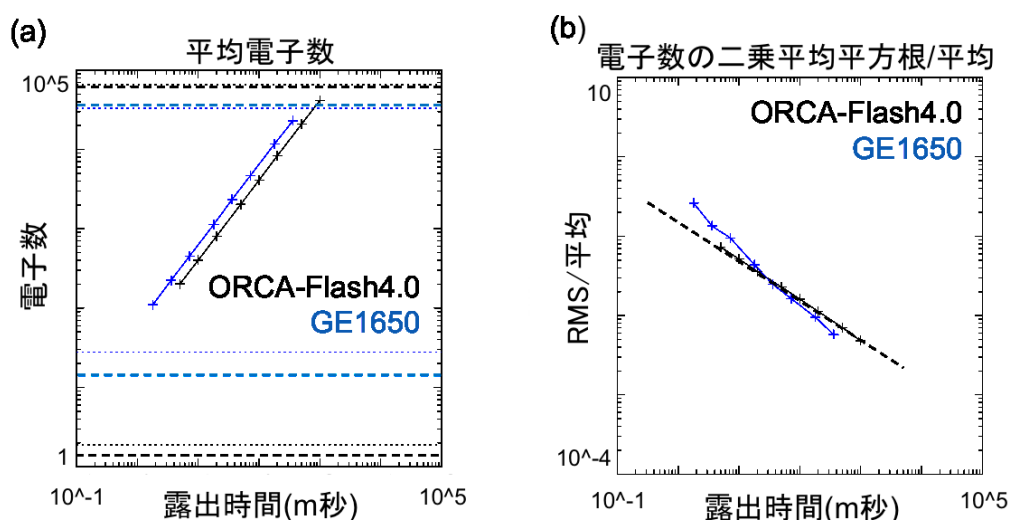 (a)
平均電子数
10^5
電子数
ORCA-Flash4.0
GE1650
1
10^-1
露出時間(m秒)
10^5
(b)
電子数の二乗平均平方根/平均
10
ORCA-Flash4.0
GE1650
RMS/平均
10^-4
10^-1
露出時間(m秒)
10^5